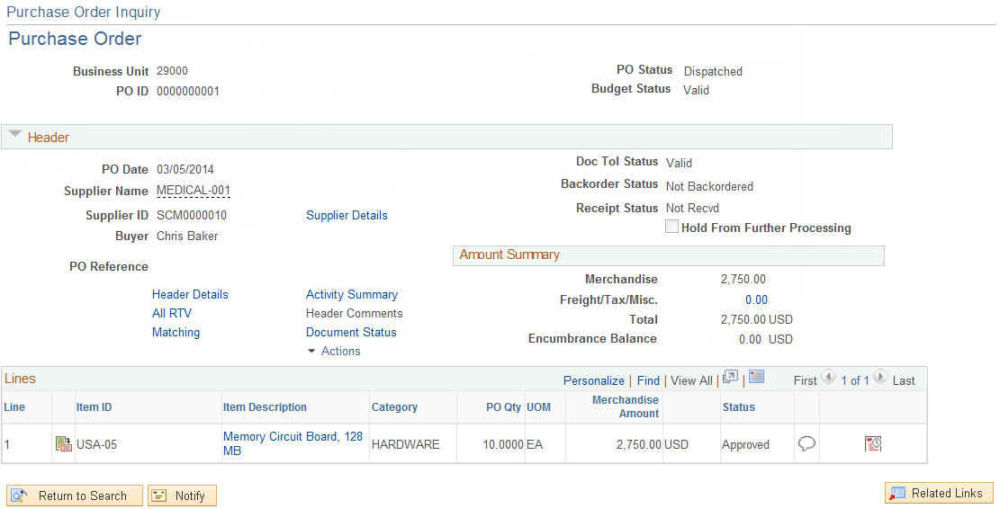 Purchase Order Inquiry
Purchase Order
Business Unit 29000 PO Status Dispatched
PO ID 0000000001 Budget Status Valid
Header
PO Date 03/05/2014 Doc Tol Status Valid
Supplier Name MEDICAL-001 Backorder Status Not Backordered
Supplier ID SCM0000010 Supplier Details Receipt Status Not Recvd
Hold From Further Processing
Buyer Chris Baker
Amount Summary
PO Reference
Merchandise 2,750.00
Header Details Activity Summary Freight/Tax/Misc. 0.00
All RTV Header Comments Total 2,750.00 USD
Matching Document Status Encumbrance Balance 0.00 USD
Actions
Lines Personalize | Find | View All | | First 1 of 1 Last
Line Item ID Item Description Category PO Qty UOM Merchandise Amount Status
1 USA-05 Memory Circuit Board, 128 MB HARDWARE 10.0000 EA 2,750.00 USD Approved
Return to Search Notify Related Links